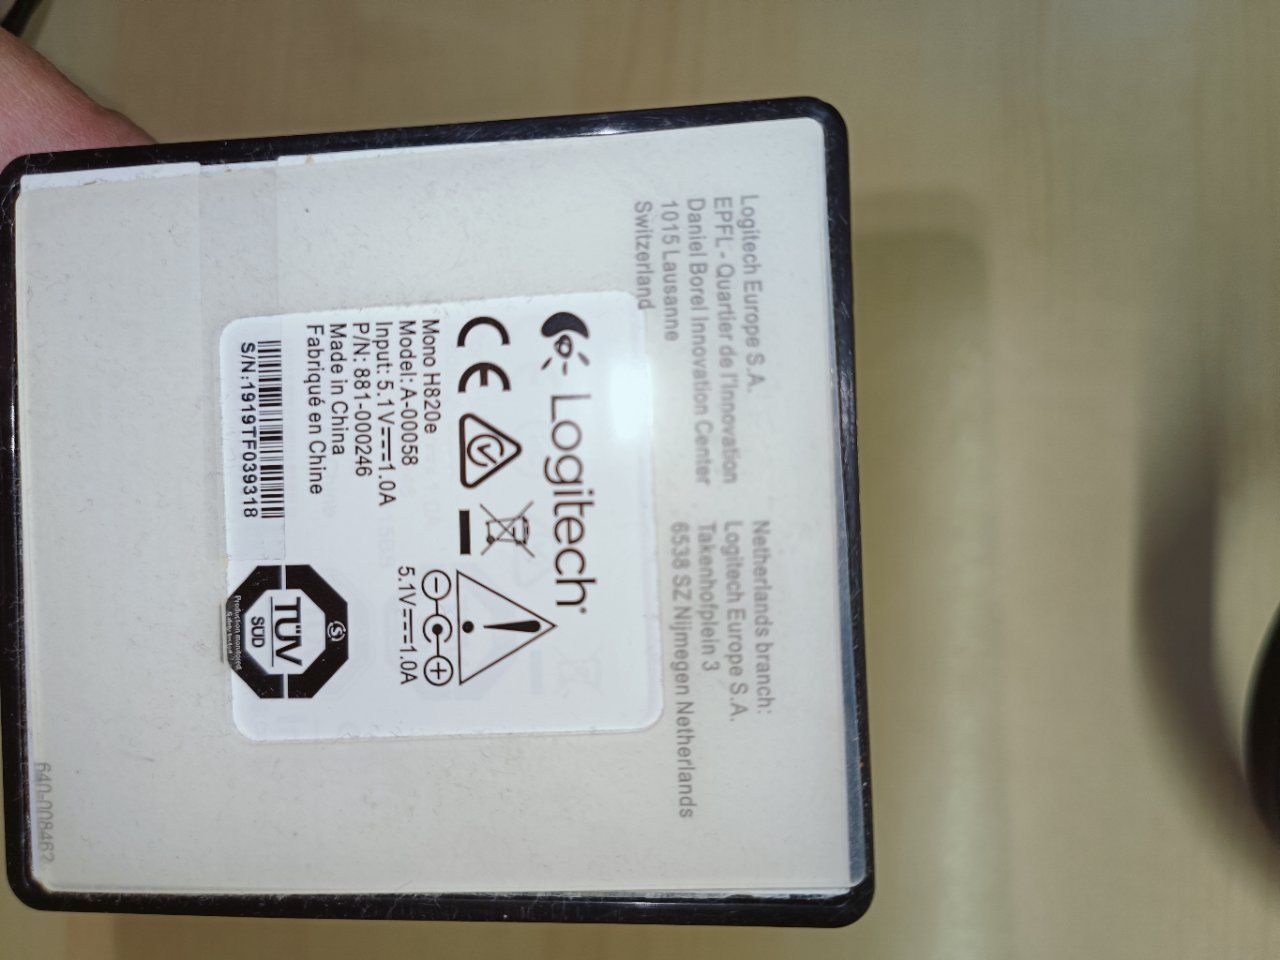 Logitech Europe S.A.
EPFL - Quartier de l'Innovation
Daniel Borel Innovation Center
1015 Lausanne
Switzerland
Netherlands branch:
Logitech Europe S.A.
Takenhofplein 3
6538 SZ Nijmegen Netherlands
Logitech
CE
Mono H820e
Model: A-00058
Input: 5.1V⎓1.0A
P/N: 881-000246
Made in China
Fabriqué en Chine
S/N:1919TF039318
5.1V⎓1.0A
TÜV
SÜD
Production monitored
640-008462